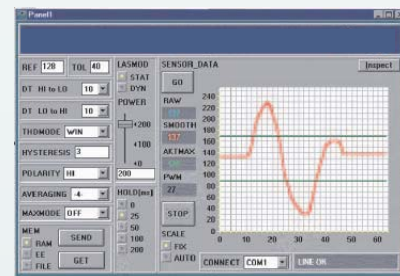 Panel1
REF 128 TOL 40
DT HI to LO 10
DT LO to HI 10
THDMODE WIN
HYSTERESIS 3
POLARITY HI
AVERAGING -4-
MAXMODE OFF
MEM
RAM
EE
FILE
SEND
GET
LASMOD
STAT
DYN
POWER
+200
+100
+0
200
HOLD[ms]
0
25
50
100
200
SENSOR_DATA
GO
RAW
SMOOTH
137
AKTMAX
PWM
27
STOP
SCALE
FIX
AUTO
Inspect
240
220
200
180
160
140
120
100
80
60
40
20
0
0 10 20 30 40 50 60
CONNECT COM1 LINE OK